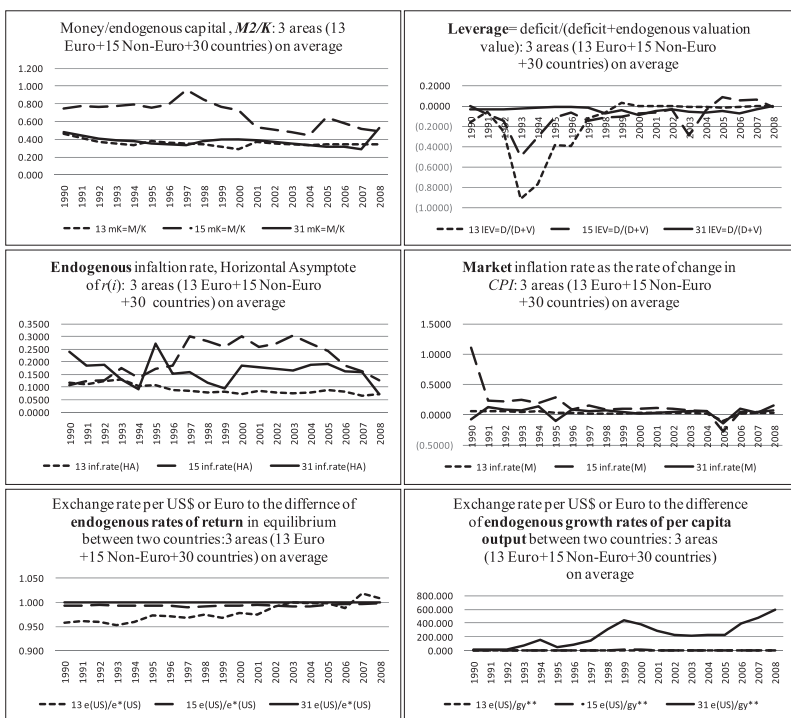 Money/endogenous capital, M2/K: 3 areas (13
Euro+15 Non-Euro+30 countries) on average
1.200
1.000
0.800
0.600
0.400
0.200
0.000
1990 1991 1992 1993 1994 1995 1996 1997 1998 1999 2000 2001 2002 2003 2004 2005 2006 2007 2008
13 mK=M/K 15 mK=M/K 31 mK=M/K
Leverage= deficit/(deficit+endogenous valuation
value): 3 areas (13 Euro+15 Non-Euro
+30 countries) on average
0.2000
0.0000
(0.2000)
(0.4000)
(0.6000)
(0.8000)
(1.0000)
1990 1991 1992 1993 1994 1995 1996 1997 1998 1999 2000 2001 2002 2003 2004 2005 2006 2007 2008
13 lEV=D/(D+V) 15 lEV=D/(D+V) 31 lEV=D/(D+V)
Endogenous infaltion rate, Horizontal Asymptote
of r(i): 3 areas (13 Euro+15 Non-Euro
+30 countries) on average
0.3500
0.3000
0.2500
0.2000
0.1500
0.1000
0.0500
0.0000
1990 1991 1992 1993 1994 1995 1996 1997 1998 1999 2000 2001 2002 2003 2004 2005 2006 2007 2008
13 inf.rate(HA) 15 inf.rate(HA) 31 inf.rate(HA)
Market inflation rate as the rate of change in
CPI: 3 areas (13 Euro+15 Non-Euro
+30 countries) on average
1.5000
1.0000
0.5000
0.0000
(0.5000)
1990 1991 1992 1993 1994 1995 1996 1997 1998 1999 2000 2001 2002 2003 2004 2005 2006 2007 2008
13 inf.rate(M) 15 inf.rate(M) 31 inf.rate(M)
Exchange rate per US$ or Euro to the differnce of
endogenous rates of return in equilibrium
between two countries:3 areas (13 Euro
+15 Non-Euro+30 countries) on average
1.050
1.000
0.950
0.900
1990 1991 1992 1993 1994 1995 1996 1997 1998 1999 2000 2001 2002 2003 2004 2005 2006 2007 2008
13 e(US)/e*(US) 15 e(US)/e*(US) 31 e(US)/e*(US)
Exchange rate per US$ or Euro to the difference
of endogenous growth rates of per capita
output between two countries: 3 areas
(13 Euro+15 Non-Euro+30 countries)
on average
800.000
600.000
400.000
200.000
0.000
1990 1991 1992 1993 1994 1995 1996 1997 1998 1999 2000 2001 2002 2003 2004 2005 2006 2007 2008
13 e(US)/gy** 15 e(US)/gy** 31 e(US)/gy**